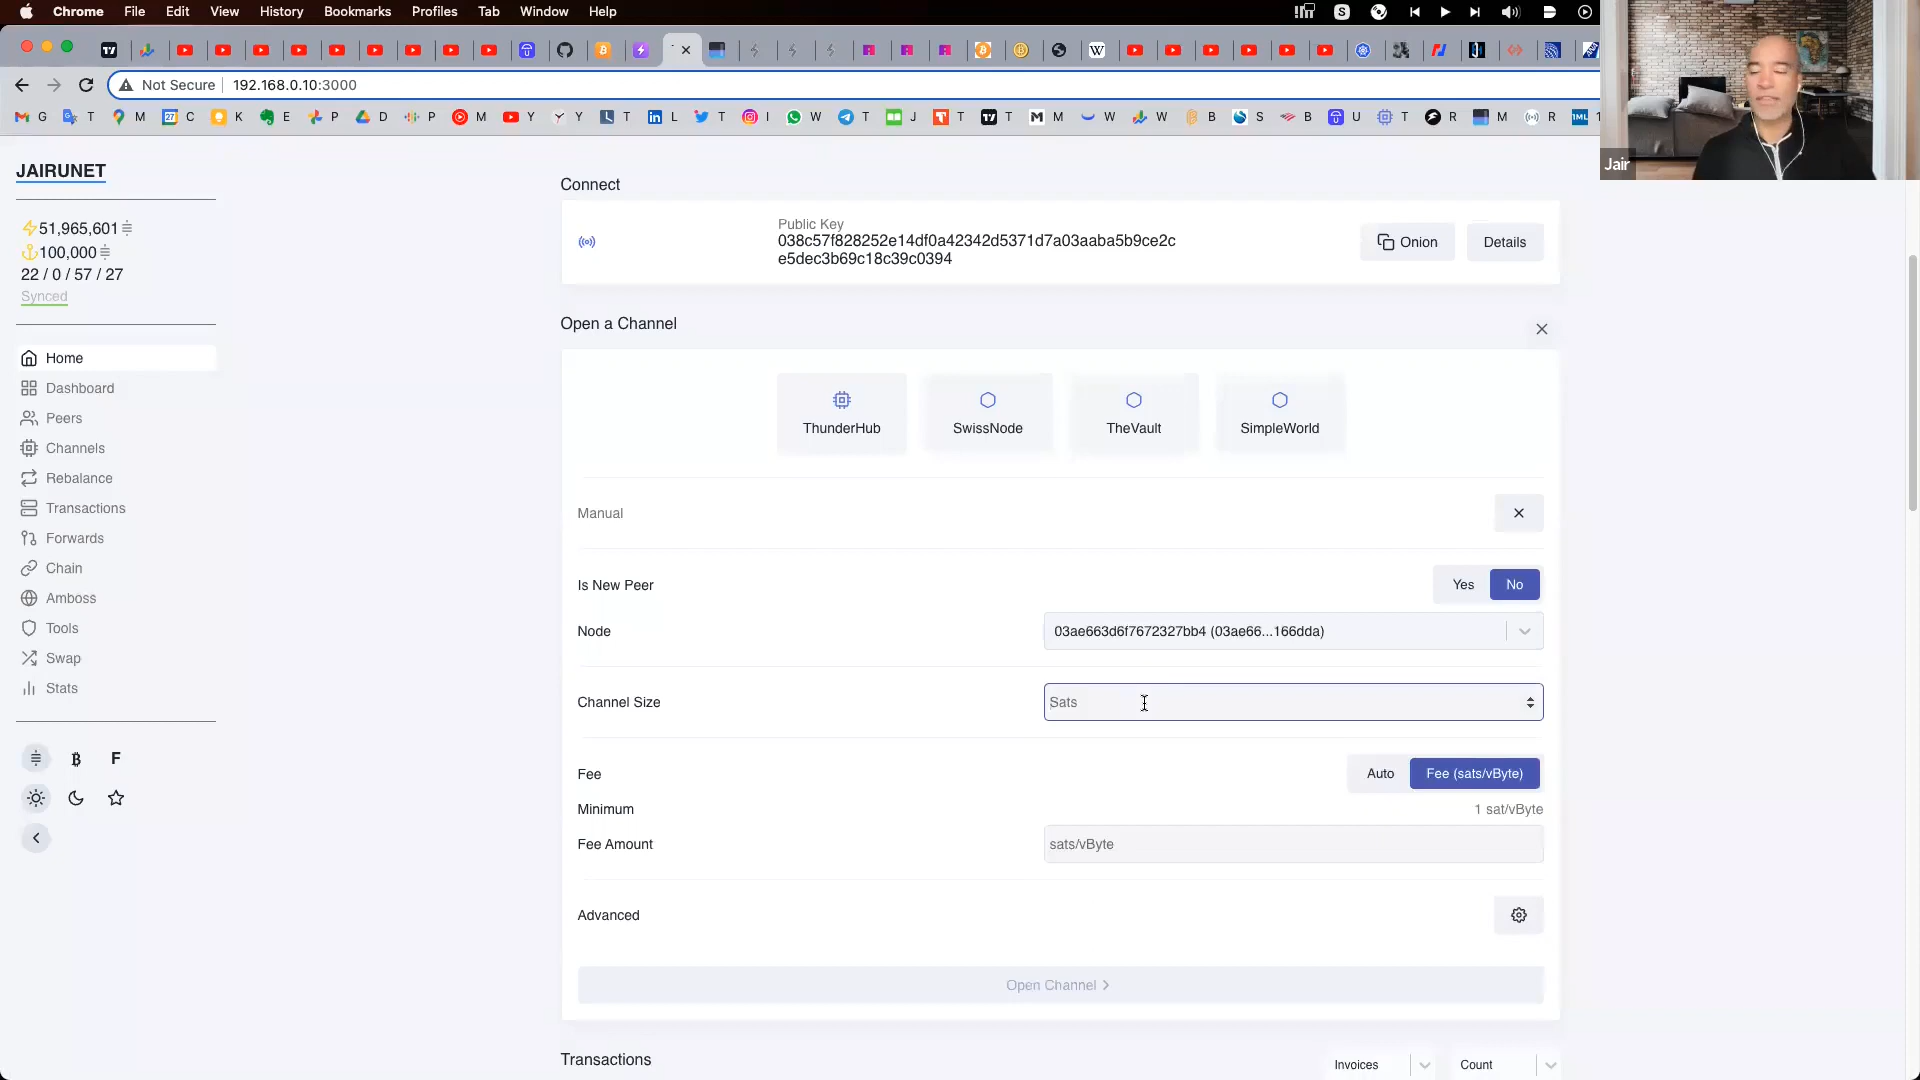 Chrome File Edit View History Bookmarks Profiles Tab Window Help
Not Secure 192.168.0.10:3000
G T M C K E P D P M Y Y T L T I W T J T T M W W B S B U T R M R 1ML 1
Jair
JAIRUNET
51,965,601
100,000
22 / 0 / 57 / 27
Synced
Home
Dashboard
Peers
Channels
Rebalance
Transactions
Forwards
Chain
Amboss
Tools
Swap
Stats
F
Connect
Public Key
038c57f828252e14df0a42342d5371d7a03aaba5b9ce2c
e5dec3b69c18c39c0394
Onion
Details
Open a Channel
ThunderHub SwissNode TheVault SimpleWorld
Manual
Is New Peer Yes No
Node 03ae663d6f7672327bb4 (03ae66...166dda)
Channel Size Sats
Fee Auto Fee (sats/vByte)
Minimum 1 sat/vByte
Fee Amount sats/vByte
Advanced
Open Channel
Transactions Invoices Count